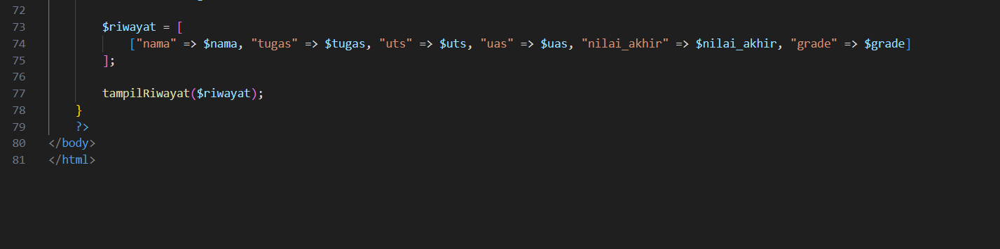 72
73 $riwayat = [
74 ["nama" => $nama, "tugas" => $tugas, "uts" => $uts, "uas" => $uas, "nilai_akhir" => $nilai_akhir, "grade" => $grade]
75 ];
76
77 tampilRiwayat($riwayat);
78 }
79 ?>
80 </body>
81 </html>